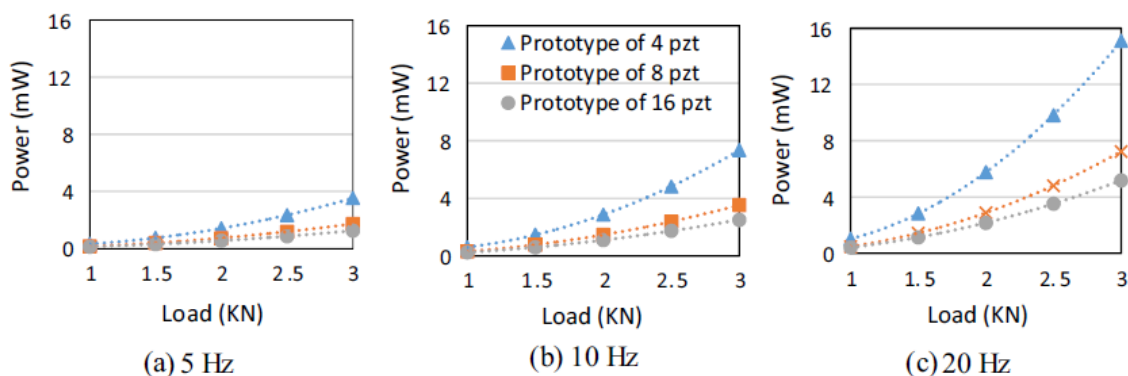 16
12
8
4
0
Power (mW)
1 1.5 2 2.5 3
Load (KN)
(a) 5 Hz
16
12
8
4
0
Power (mW)
Prototype of 4 pzt
Prototype of 8 pzt
Prototype of 16 pzt
1 1.5 2 2.5 3
Load (KN)
(b) 10 Hz
16
12
8
4
0
Power (mW)
1 1.5 2 2.5 3
Load (KN)
(c) 20 Hz